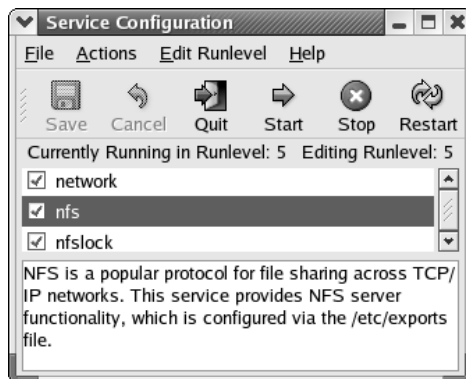 Service Configuration
File Actions Edit Runlevel Help
Save Cancel Quit Start Stop Restart
Currently Running in Runlevel: 5 Editing Runlevel: 5
network
nfs
nfslock
NFS is a popular protocol for file sharing across TCP/
IP networks. This service provides NFS server
functionality, which is configured via the /etc/exports
file.